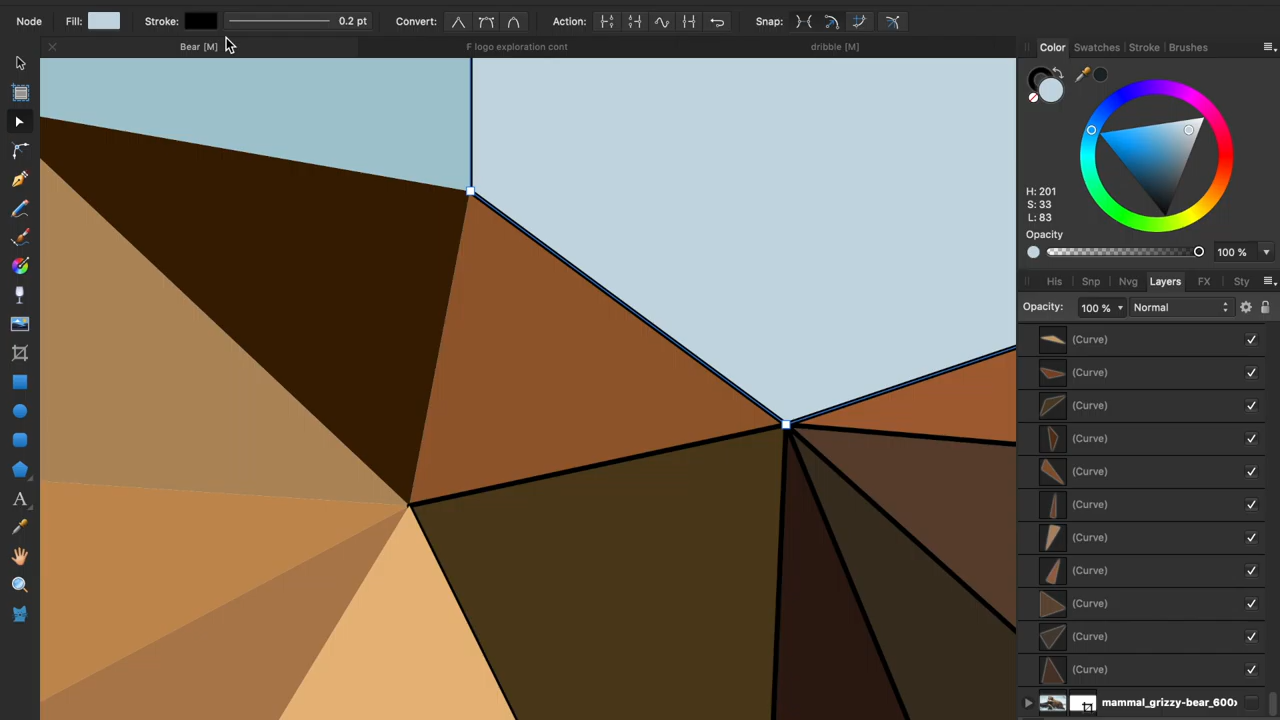 Node Fill: Stroke: 0.2 pt Convert: Action: Snap:
Bear [M] F logo exploration cont dribble [M]
Color Swatches Stroke Brushes
H: 201
S: 33
L: 83
Opacity
100 %
His Snp Nvg Layers FX Sty
Opacity: 100 % Normal
(Curve)
(Curve)
(Curve)
(Curve)
(Curve)
(Curve)
(Curve)
(Curve)
(Curve)
(Curve)
(Curve)
mammal_grizzy-bear_600x